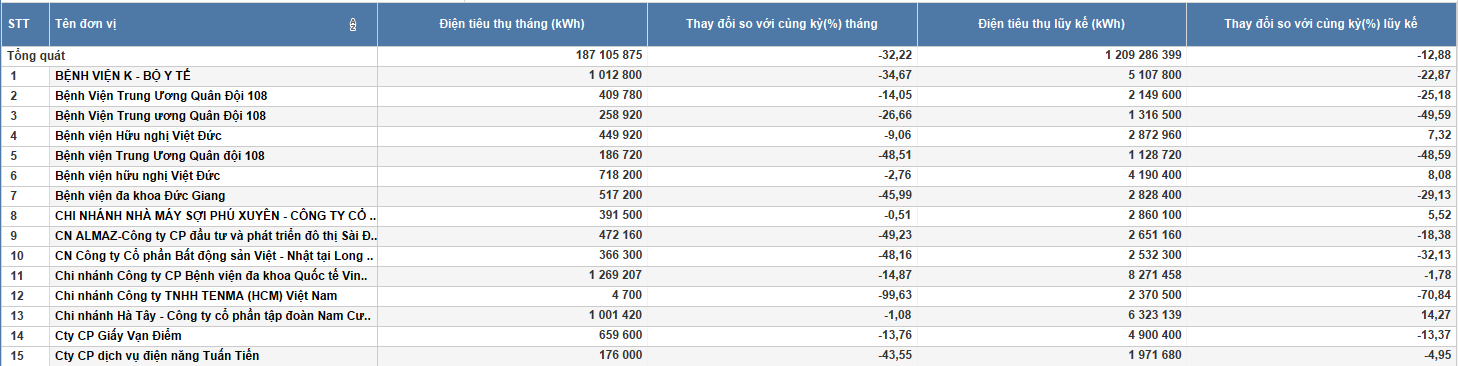 STT Tên đơn vị Điện tiêu thụ tháng (kWh) Thay đổi so với cùng kỳ(%) tháng Điện tiêu thụ lũy kế (kWh) Thay đổi so với cùng kỳ(%) lũy kế
Tổng quát 187 105 875 -32,22 1 209 286 399 -12,88
1 BỆNH VIỆN K - BỘ Y TẾ 1 012 800 -34,67 5 107 800 -22,87
2 Bệnh Viện Trung Ương Quân Đội 108 409 780 -14,05 2 149 600 -25,18
3 Bệnh Viện Trung ương Quân Đội 108 258 920 -26,66 1 316 500 -49,59
4 Bệnh viện Hữu nghị Việt Đức 449 920 -9,06 2 872 960 7,32
5 Bệnh viện Trung Ương Quân đội 108 186 720 -48,51 1 128 720 -48,59
6 Bệnh viện hữu nghị Việt Đức 718 200 -2,76 4 190 400 8,08
7 Bệnh viện đa khoa Đức Giang 517 200 -45,99 2 828 400 -29,13
8 CHI NHÁNH NHÀ MÁY SỢI PHÚ XUYÊN - CÔNG TY CỔ .. 391 500 -0,51 2 860 100 5,52
9 CN ALMAZ-Công ty CP đầu tư và phát triển đô thị Sài Đ.. 472 160 -49,23 2 651 160 -18,38
10 CN Công ty Cổ phần Bất động sản Việt - Nhật tại Long .. 366 300 -48,16 2 532 300 -32,13
11 Chi nhánh Công ty CP Bệnh viện đa khoa Quốc tế Vin.. 1 269 207 -14,87 8 271 458 -1,78
12 Chi nhánh Công ty TNHH TENMA (HCM) Việt Nam 4 700 -99,63 2 370 500 -70,84
13 Chi nhánh Hà Tây - Công ty cổ phần tập đoàn Nam Cư.. 1 001 420 -1,08 6 323 139 14,27
14 Cty CP Giấy Vạn Điểm 659 600 -13,76 4 900 400 -13,37
15 Cty CP dịch vụ điện năng Tuấn Tiến 176 000 -43,55 1 971 680 -4,95